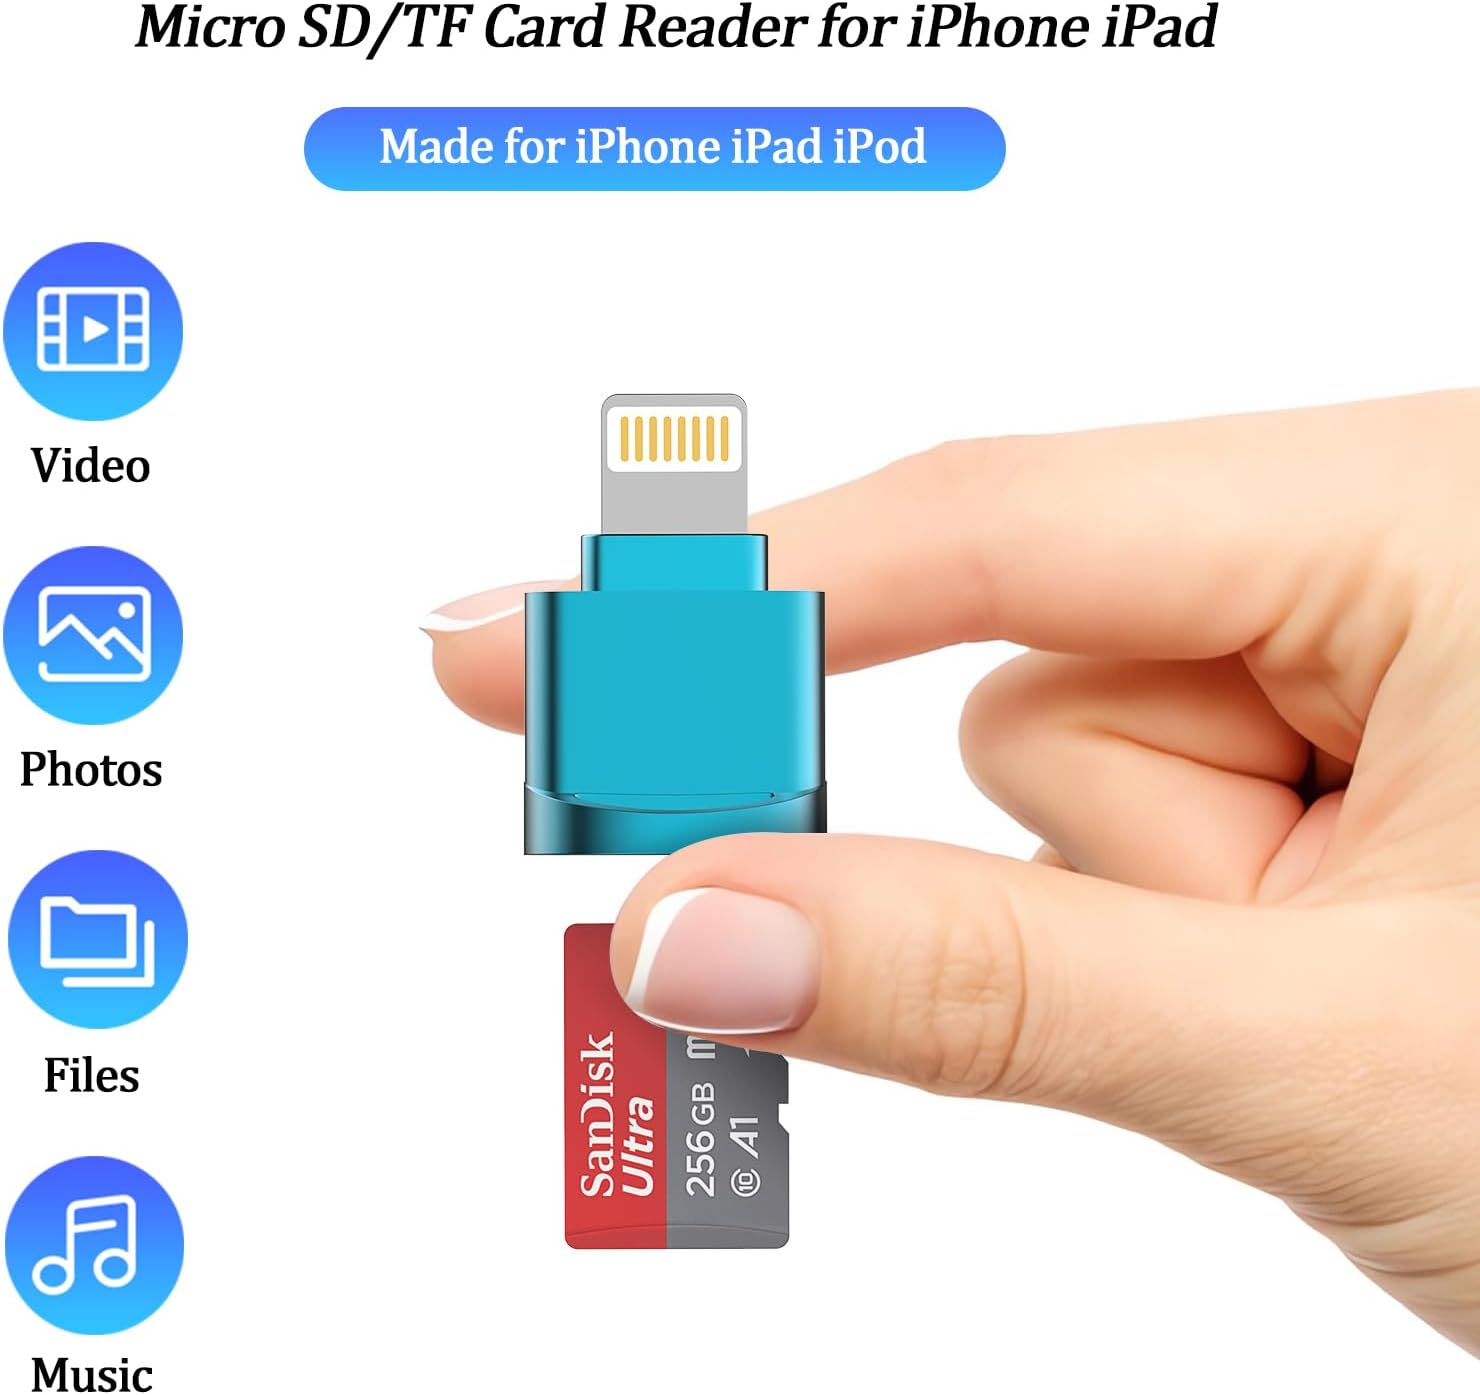 Micro SD/TF Card Reader for iPhone iPad
Made for iPhone iPad iPod
Video
Photos
Files
Music
SanDisk
Ultra
256GB
10 A1